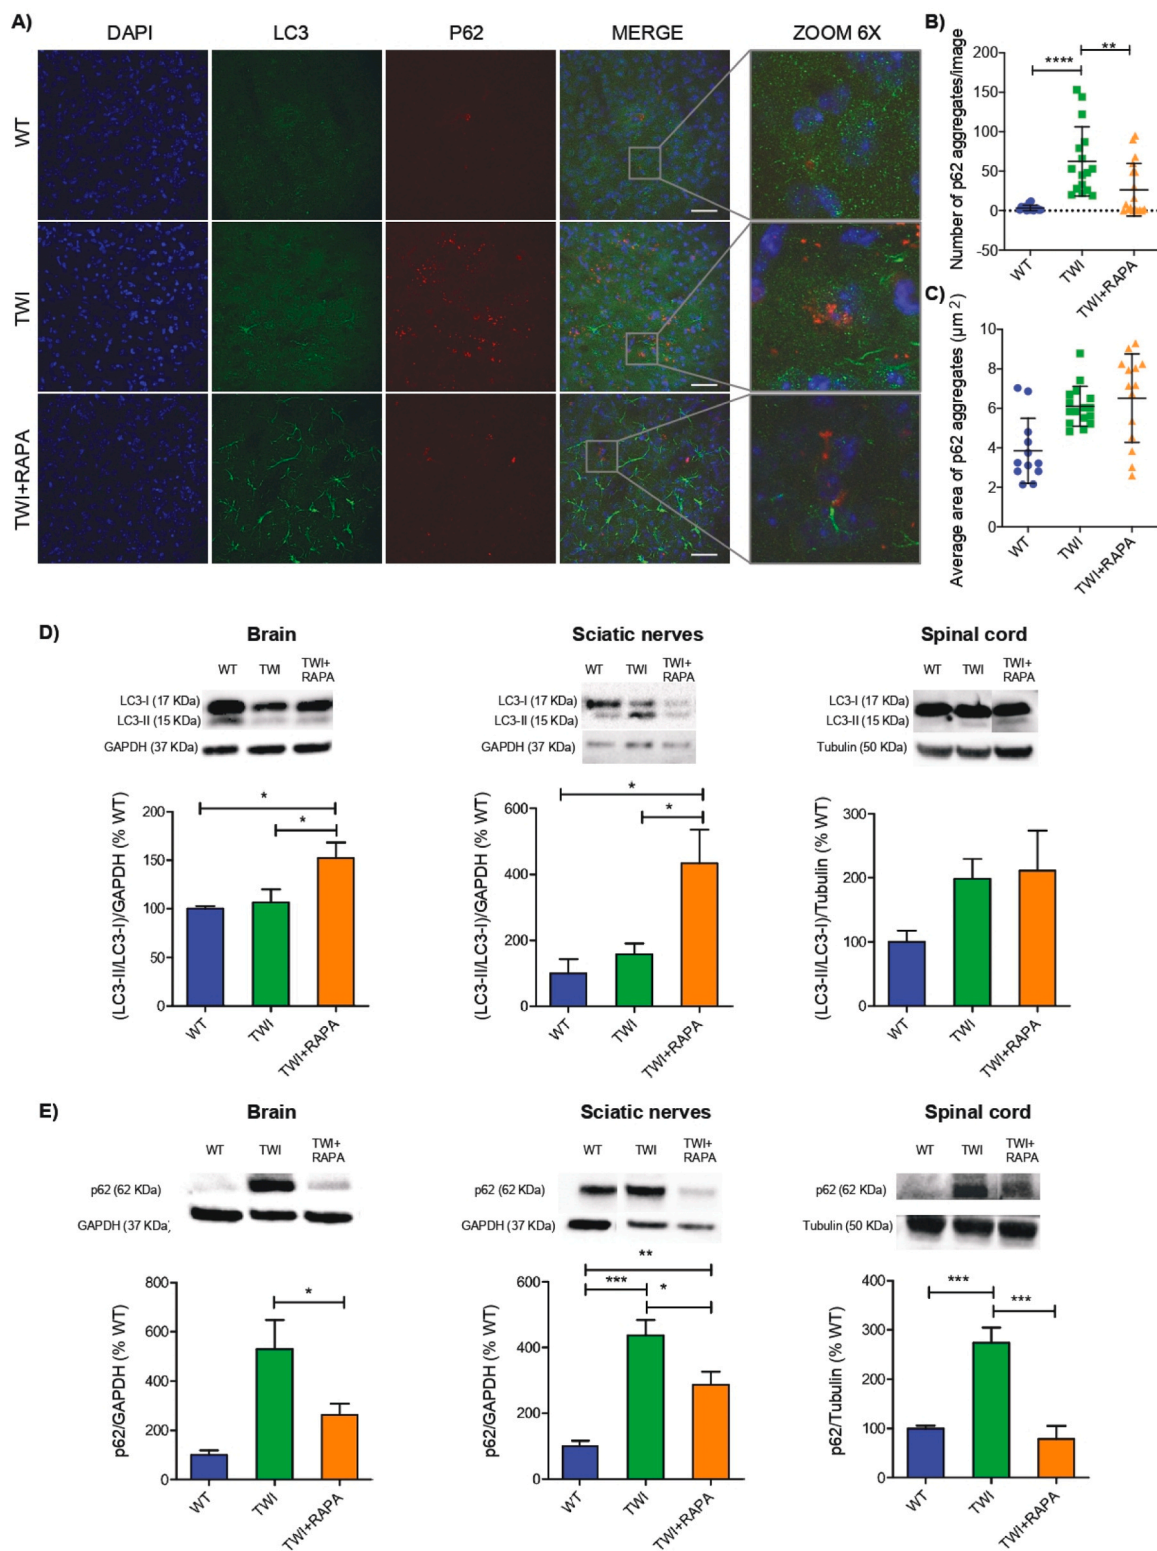 A)
DAPI LC3 P62 MERGE ZOOM 6X
WT
TWI
TWI+RAPA
B)
Number of p62 aggregates/image
200
150
100
50
0
-50
**** **
WT TWI TWI+RAPA
C)
Average area of p62 aggregates (µm²)
10
8
6
4
2
0
WT TWI TWI+RAPA
D)
Brain
WT TWI TWI+
RAPA
LC3-I (17 KDa)
LC3-II (15 KDa)
GAPDH (37 KDa)
(LC3-II/LC3-I)/GAPDH (% WT)
200
150
100
50
0
*
*
WT TWI TWI+RAPA
Sciatic nerves
WT TWI TWI+
RAPA
LC3-I (17 KDa)
LC3-II (15 KDa)
GAPDH (37 KDa)
(LC3-II/LC3-I)/GAPDH (% WT)
600
400
200
0
*
*
WT TWI TWI+RAPA
Spinal cord
WT TWI TWI+
RAPA
LC3-I (17 KDa)
LC3-II (15 KDa)
Tubulin (50 KDa)
(LC3-II/LC3-I)/Tubulin (% WT)
300
200
100
0
WT TWI TWI+RAPA
E)
Brain
WT TWI TWI+
RAPA
p62 (62 KDa)
GAPDH (37 KDa)
p62/GAPDH (% WT)
800
600
400
200
0
*
WT TWI TWI+RAPA
Sciatic nerves
WT TWI TWI+
RAPA
p62 (62 KDa)
GAPDH (37 KDa)
p62/GAPDH (% WT)
600
400
200
0
**
*** *
WT TWI TWI+RAPA
Spinal cord
WT TWI TWI+
RAPA
p62 (62 KDa)
Tubulin (50 KDa)
p62/Tubulin (% WT)
400
300
200
100
0
***
***
WT TWI TWI+RAPA